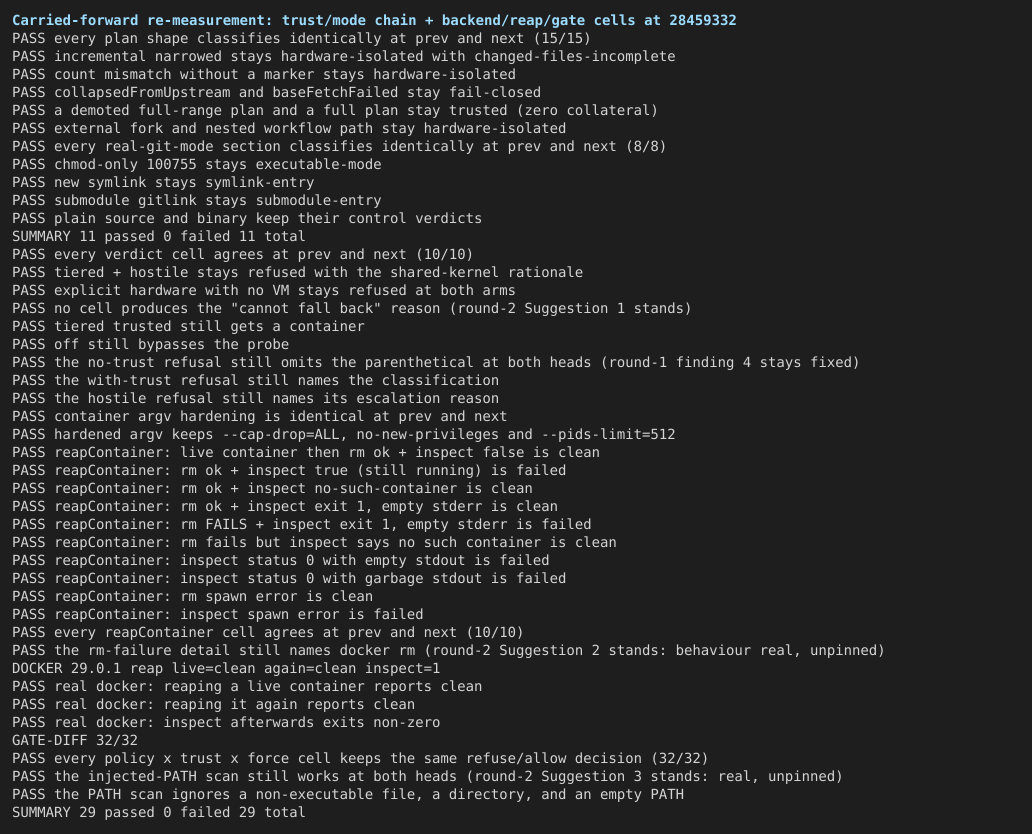 Carried-forward re-measurement: trust/mode chain + backend/reap/gate cells at 28459332
PASS every plan shape classifies identically at prev and next (15/15)
PASS incremental narrowed stays hardware-isolated with changed-files-incomplete
PASS count mismatch without a marker stays hardware-isolated
PASS collapsedFromUpstream and baseFetchFailed stay fail-closed
PASS a demoted full-range plan and a full plan stay trusted (zero collateral)
PASS external fork and nested workflow path stay hardware-isolated
PASS every real-git-mode section classifies identically at prev and next (8/8)
PASS chmod-only 100755 stays executable-mode
PASS new symlink stays symlink-entry
PASS submodule gitlink stays submodule-entry
PASS plain source and binary keep their control verdicts
SUMMARY 11 passed 0 failed 11 total
PASS every verdict cell agrees at prev and next (10/10)
PASS tiered + hostile stays refused with the shared-kernel rationale
PASS explicit hardware with no VM stays refused at both arms
PASS no cell produces the "cannot fall back" reason (round-2 Suggestion 1 stands)
PASS tiered trusted still gets a container
PASS off still bypasses the probe
PASS the no-trust refusal still omits the parenthetical at both heads (round-1 finding 4 stays fixed)
PASS the with-trust refusal still names the classification
PASS the hostile refusal still names its escalation reason
PASS container argv hardening is identical at prev and next
PASS hardened argv keeps --cap-drop=ALL, no-new-privileges and --pids-limit=512
PASS reapContainer: live container then rm ok + inspect false is clean
PASS reapContainer: rm ok + inspect true (still running) is failed
PASS reapContainer: rm ok + inspect no-such-container is clean
PASS reapContainer: rm ok + inspect exit 1, empty stderr is clean
PASS reapContainer: rm FAILS + inspect exit 1, empty stderr is failed
PASS reapContainer: rm fails but inspect says no such container is clean
PASS reapContainer: inspect status 0 with empty stdout is failed
PASS reapContainer: inspect status 0 with garbage stdout is failed
PASS reapContainer: rm spawn error is clean
PASS reapContainer: inspect spawn error is failed
PASS every reapContainer cell agrees at prev and next (10/10)
PASS the rm-failure detail still names docker rm (round-2 Suggestion 2 stands: behaviour real, unpinned)
DOCKER 29.0.1 reap live=clean again=clean inspect=1
PASS real docker: reaping a live container reports clean
PASS real docker: reaping it again reports clean
PASS real docker: inspect afterwards exits non-zero
GATE-DIFF 32/32
PASS every policy x trust x force cell keeps the same refuse/allow decision (32/32)
PASS the injected-PATH scan still works at both heads (round-2 Suggestion 3 stands: real, unpinned)
PASS the PATH scan ignores a non-executable file, a directory, and an empty PATH
SUMMARY 29 passed 0 failed 29 total